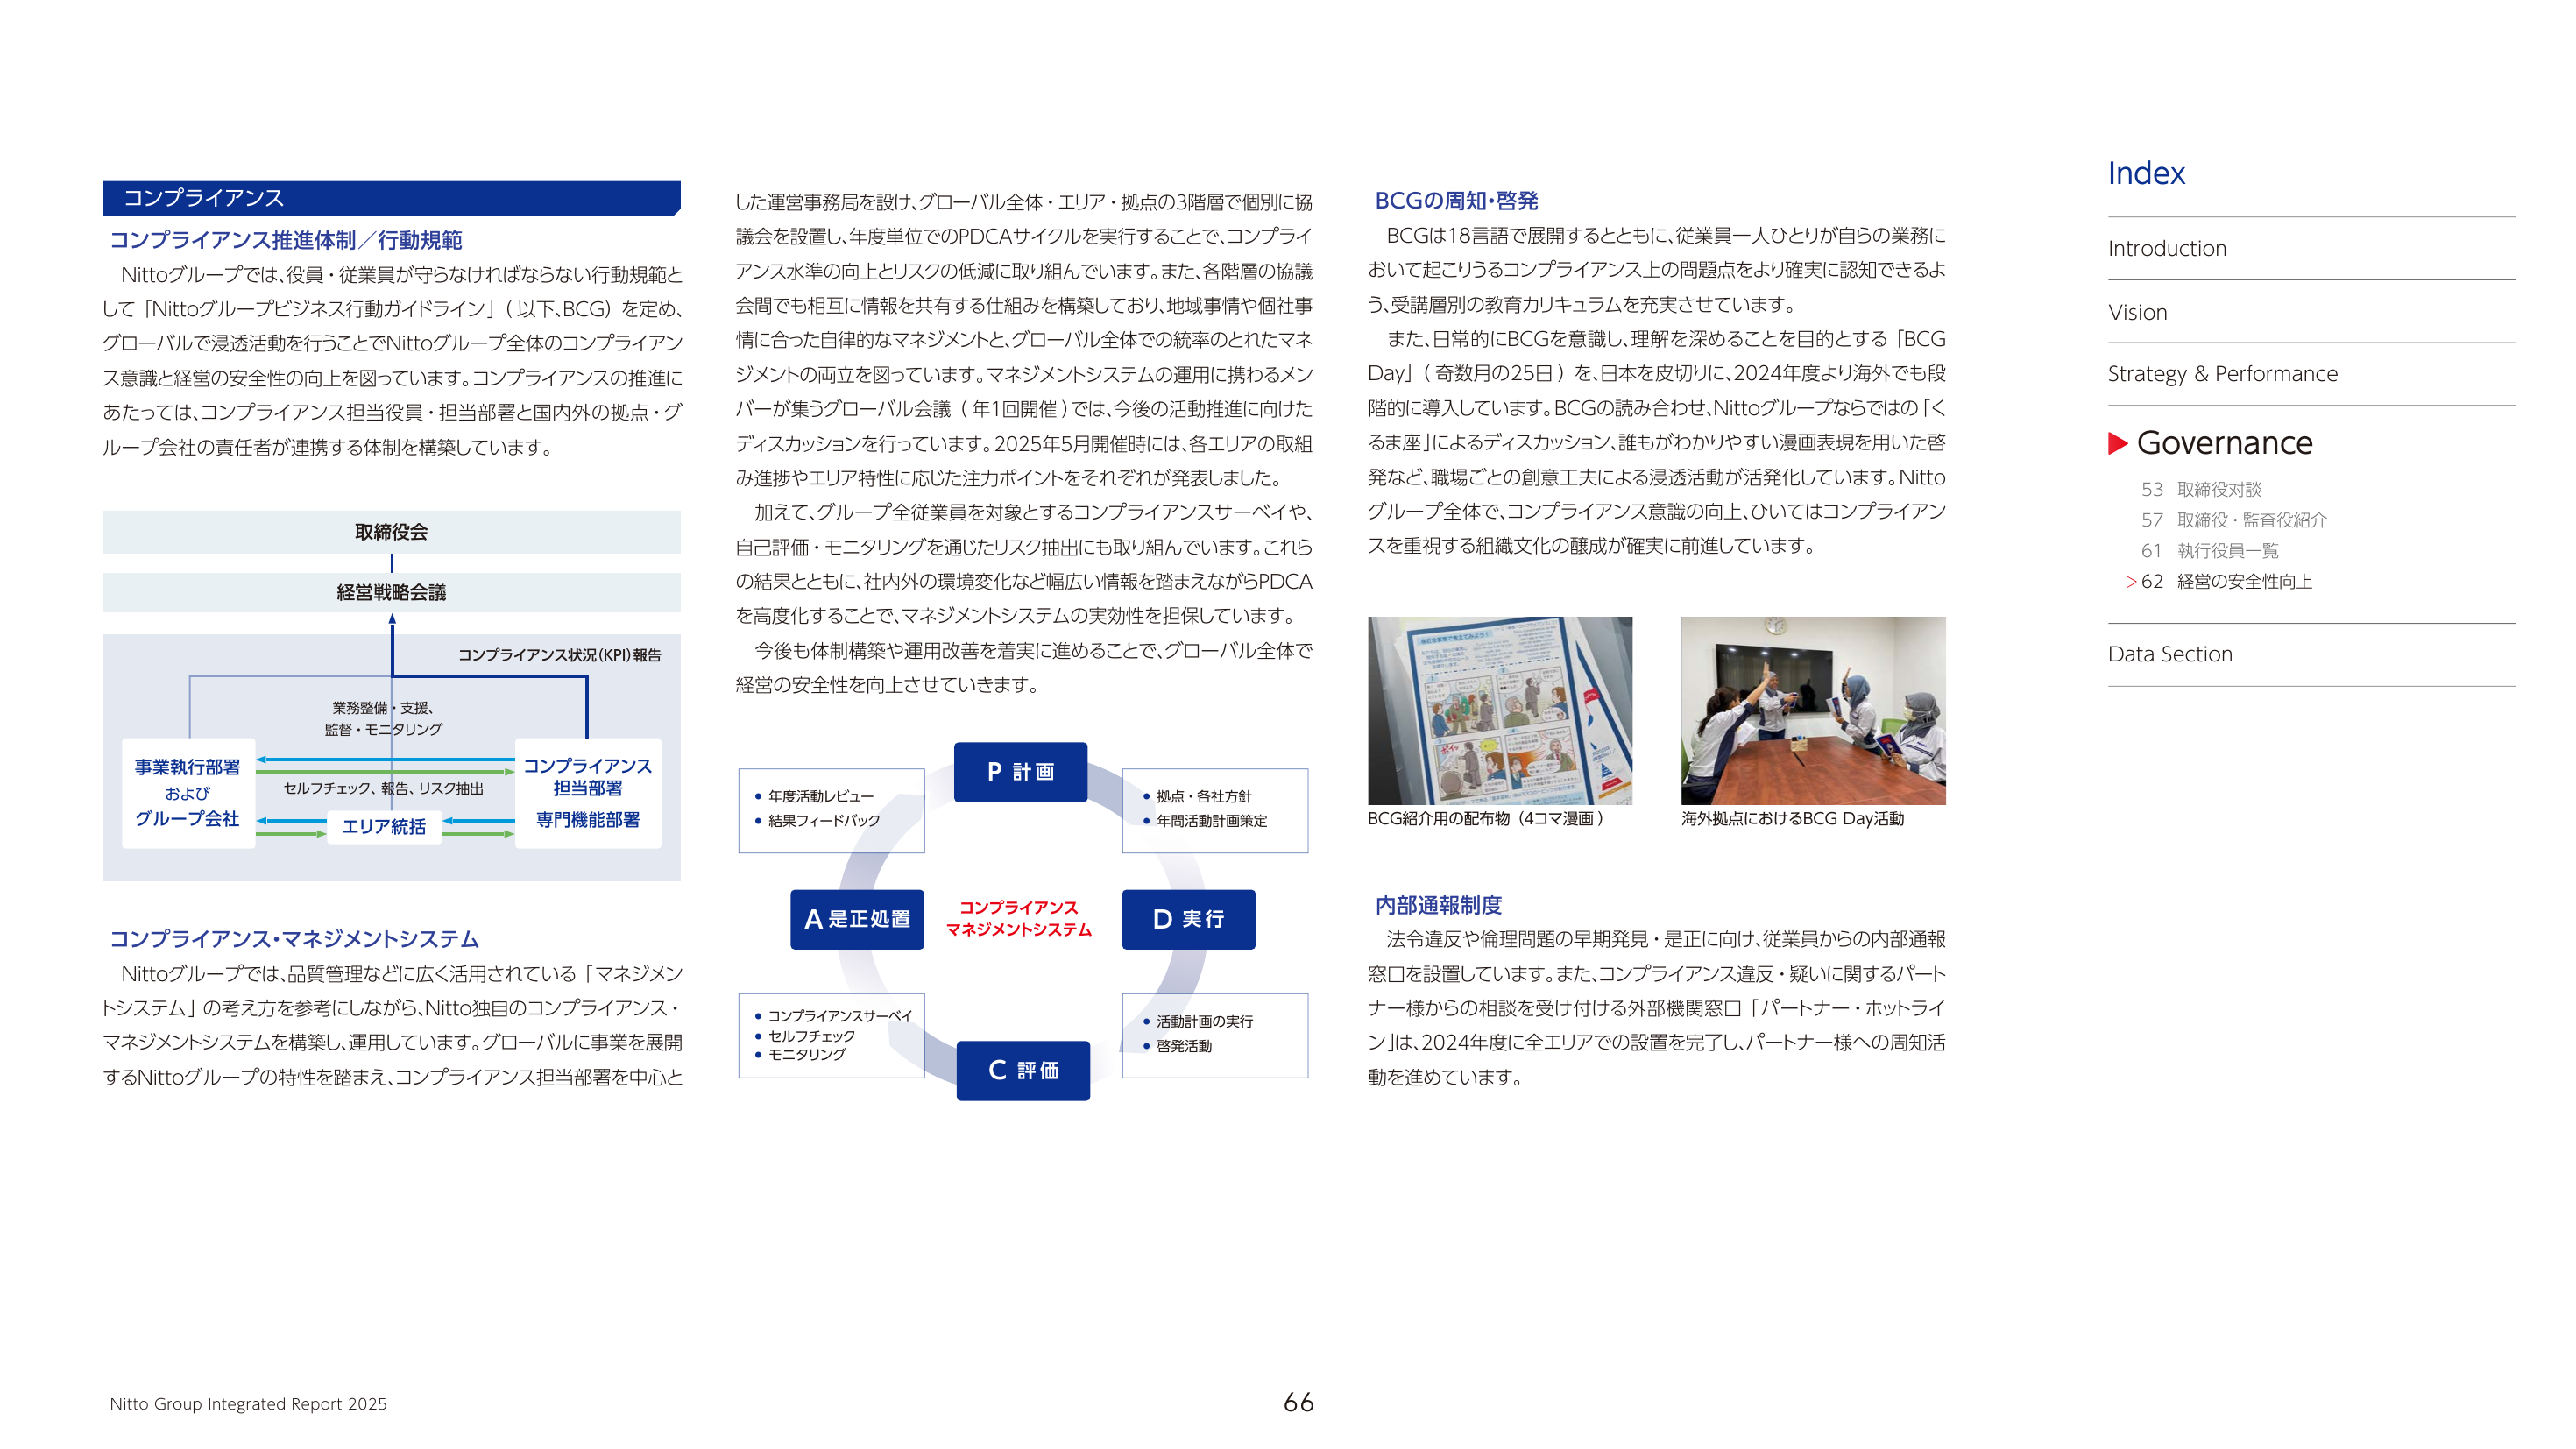 コンプライアンス
コンプライアンス推進体制／行動規範
Nittoグループでは、役員・従業員が守らなければならない行動規範と
して「Nittoグループビジネス行動ガイドライン」（以下、BCG）を定め、
グローバルで浸透活動を行うことでNittoグループ全体のコンプライアン
ス意識と経営の安全性の向上を図っています。コンプライアンスの推進に
あたっては、コンプライアンス担当役員・担当部署と国内外の拠点・グ
ループ会社の責任者が連携する体制を構築しています。
取締役会
経営戦略会議
コンプライアンス状況（KPI）報告
業務整備・支援、
監督・モニタリング
事業執行部署
および
グループ会社
セルフチェック、報告、リスク抽出
エリア統括
コンプライアンス
担当部署
専門機能部署
コンプライアンス・マネジメントシステム
Nittoグループでは、品質管理などに広く活用されている「マネジメン
トシステム」の考え方を参考にしながら、Nitto独自のコンプライアンス・
マネジメントシステムを構築し、運用しています。グローバルに事業を展開
するNittoグループの特性を踏まえ、コンプライアンス担当部署を中心と
した運営事務局を設け、グローバル全体・エリア・拠点の3階層で個別に協
議会を設置し、年度単位でのPDCAサイクルを実行することで、コンプライ
アンス水準の向上とリスクの低減に取り組んでいます。また、各階層の協議
会間でも相互に情報を共有する仕組みを構築しており、地域事情や個社事
情に合った自律的なマネジメントと、グローバル全体での統率のとれたマネ
ジメントの両立を図っています。マネジメントシステムの運用に携わるメン
バーが集うグローバル会議（年1回開催）では、今後の活動推進に向けた
ディスカッションを行っています。2025年5月開催時には、各エリアの取組
み進捗やエリア特性に応じた注力ポイントをそれぞれが発表しました。
加えて、グループ全従業員を対象とするコンプライアンスサーベイや、
自己評価・モニタリングを通じたリスク抽出にも取り組んでいます。これら
の結果とともに、社内外の環境変化など幅広い情報を踏まえながらPDCA
を高度化することで、マネジメントシステムの実効性を担保しています。
今後も体制構築や運用改善を着実に進めることで、グローバル全体で
経営の安全性を向上させていきます。
P 計画
• 年度活動レビュー
• 結果フィードバック
• 拠点・各社方針
• 年間活動計画策定
A 是正処置
コンプライアンス
マネジメントシステム
D 実行
• コンプライアンスサーベイ
• セルフチェック
• モニタリング
• 活動計画の実行
• 啓発活動
C 評価
BCGの周知・啓発
BCGは18言語で展開するとともに、従業員一人ひとりが自らの業務に
おいて起こりうるコンプライアンス上の問題点をより確実に認知できるよ
う、受講層別の教育カリキュラムを充実させています。
また、日常的にBCGを意識し、理解を深めることを目的とする「BCG
Day」（奇数月の25日）を、日本を皮切りに、2024年度より海外でも段
階的に導入しています。BCGの読み合わせ、Nittoグループならではの「く
るま座」によるディスカッション、誰もがわかりやすい漫画表現を用いた啓
発など、職場ごとの創意工夫による浸透活動が活発化しています。Nitto
グループ全体で、コンプライアンス意識の向上、ひいてはコンプライアン
スを重視する組織文化の醸成が確実に前進しています。
BCG紹介用の配布物（4コマ漫画）
海外拠点におけるBCG Day活動
内部通報制度
法令違反や倫理問題の早期発見・是正に向け、従業員からの内部通報
窓口を設置しています。また、コンプライアンス違反・疑いに関するパート
ナー様からの相談を受け付ける外部機関窓口「パートナー・ホットライ
ン」は、2024年度に全エリアでの設置を完了し、パートナー様への周知活
動を進めています。
Index
Introduction
Vision
Strategy & Performance
Governance
53 取締役対談
57 取締役・監査役紹介
61 執行役員一覧
> 62 経営の安全性向上
Data Section
Nitto Group Integrated Report 2025
66